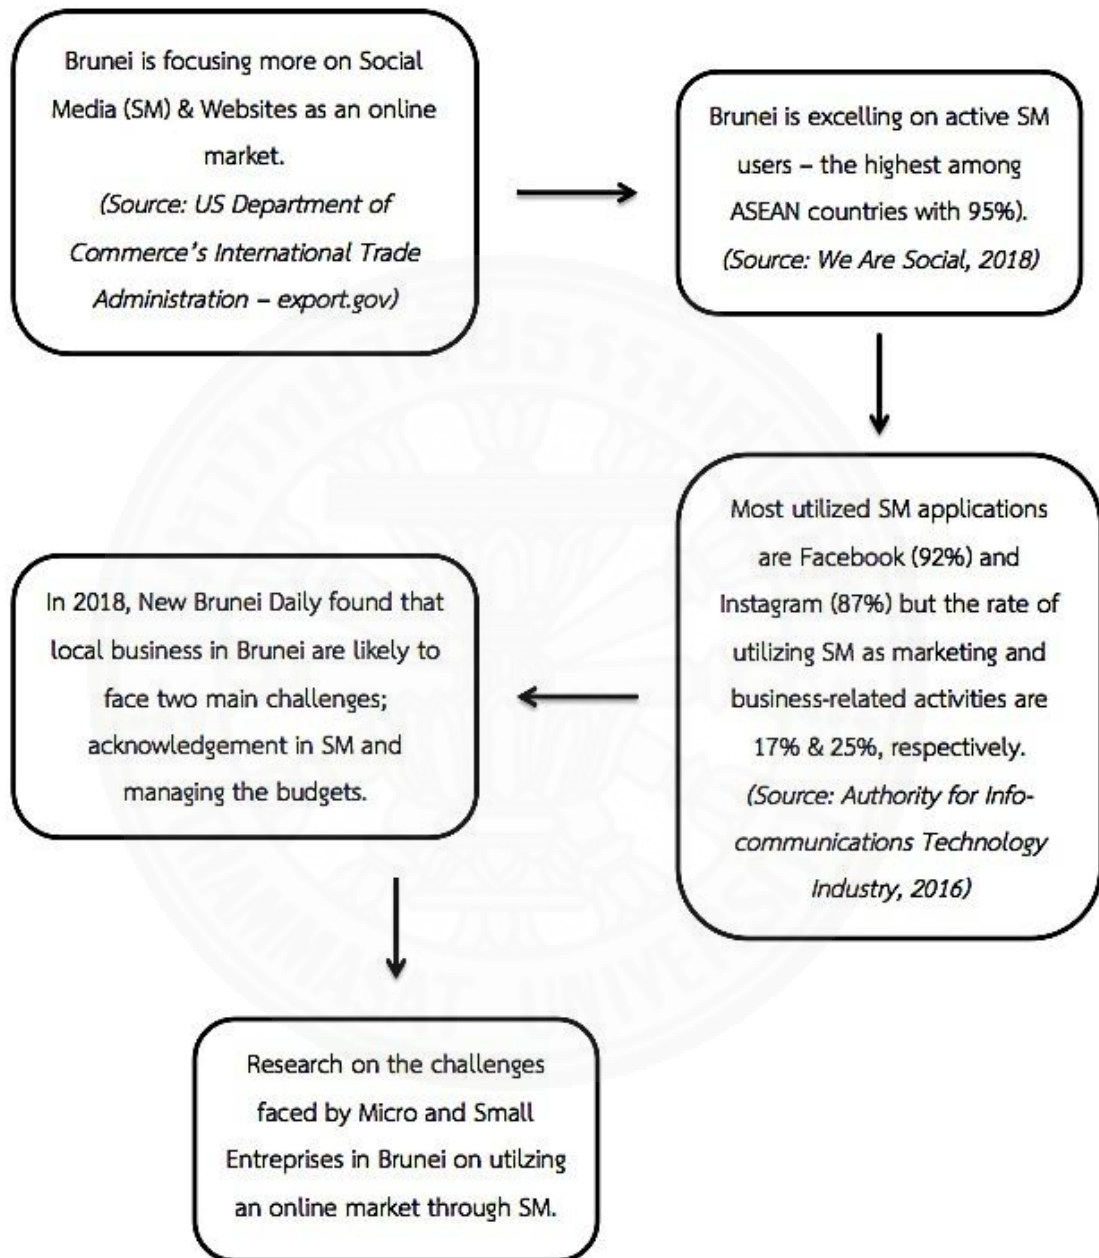 Brunei is focusing more on Social
Media (SM) & Websites as an online
market.
(Source: US Department of
Commerce's International Trade
Administration – export.gov)
Brunei is excelling on active SM
users – the highest among
ASEAN countries with 95%).
(Source: We Are Social, 2018)
Most utilized SM applications
are Facebook (92%) and
Instagram (87%) but the rate of
utilizing SM as marketing and
business-related activities are
17% & 25%, respectively.
(Source: Authority for Info-
communications Technology
Industry, 2016)
In 2018, New Brunei Daily found that
local business in Brunei are likely to
face two main challenges;
acknowledgement in SM and
managing the budgets.
Research on the challenges
faced by Micro and Small
Entreprises in Brunei on utilzing
an online market through SM.
THAMMASAT UNIVERSITY